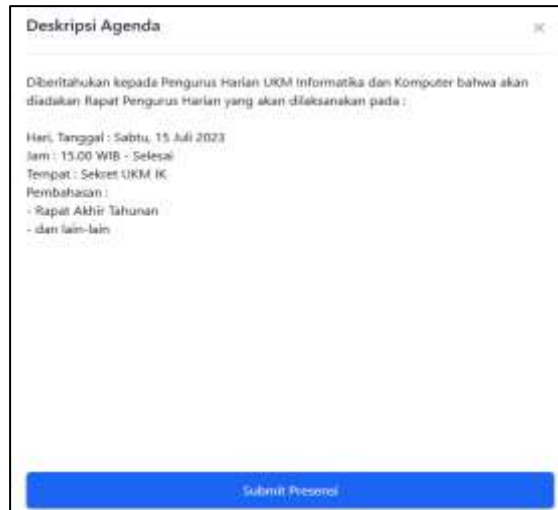 Deskripsi Agenda
Diberitahukan kepada Pengurus Harian UKM Informatika dan Komputer bahwa akan
diadakan Rapat Pengurus Harian yang akan dilaksanakan pada :
Hari, Tanggal : Sabtu, 15 Juli 2023
Jam : 15.00 WIB - Selesai
Tempat : Sekret UKM IK
Pembahasan :
- Rapat Akhir Tahunan
- dan lain-lain
Submit Presensi